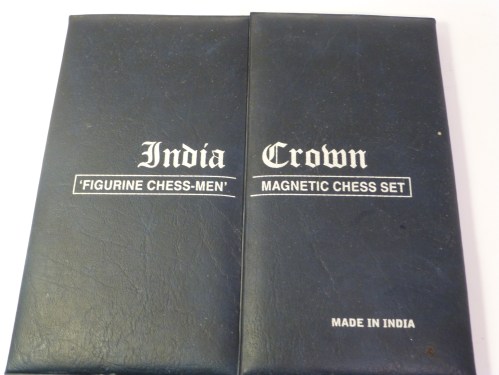 India Crown
'FIGURINE CHESS-MEN' MAGNETIC CHESS SET
MADE IN INDIA